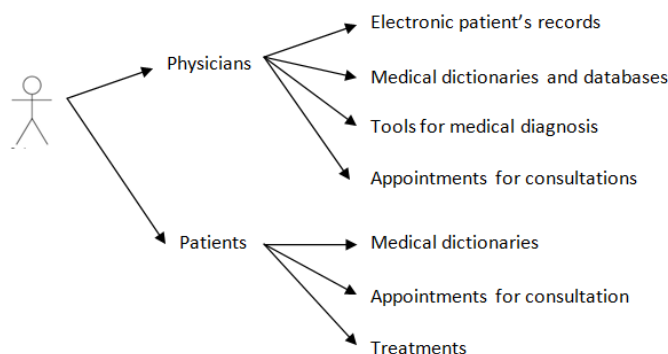 Electronic patient's records
Physicians
Medical dictionaries and databases
Tools for medical diagnosis
Appointments for consultations
Patients
Medical dictionaries
Appointments for consultation
Treatments